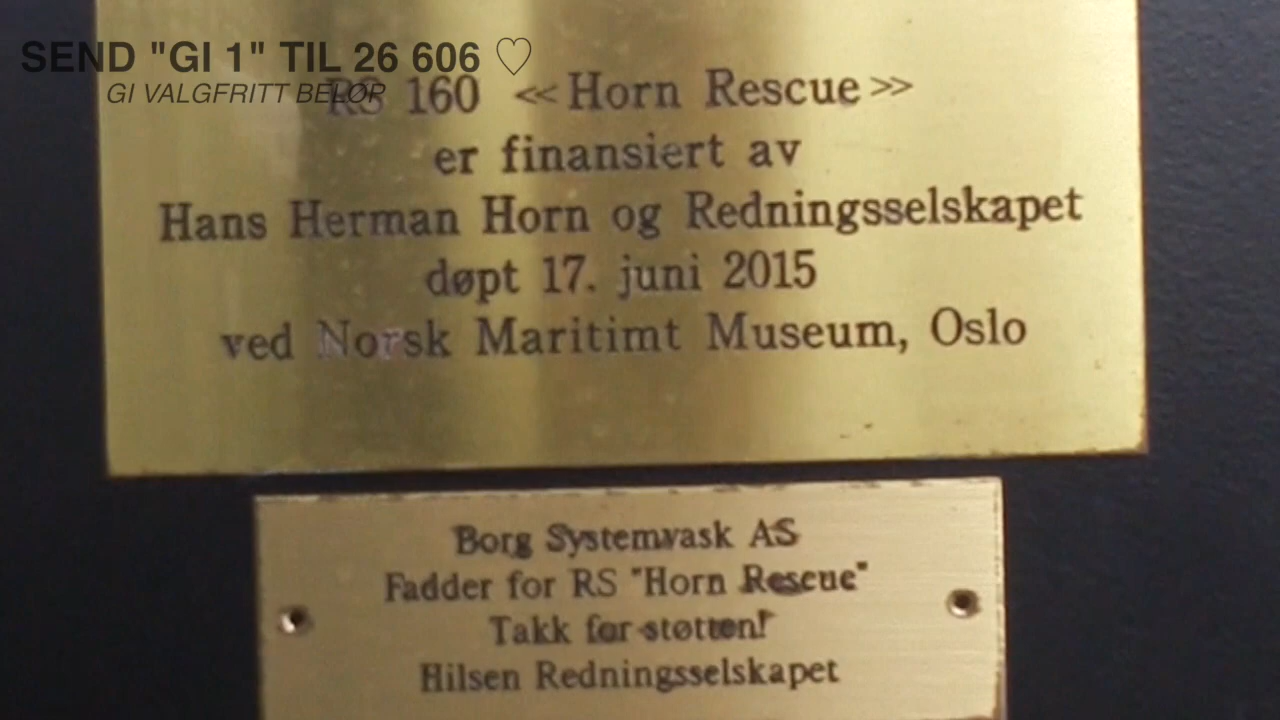 SEND "GI 1" TIL 26 606 ♡
GI VALGFRITT BELØP
RS 160 <<Horn Rescue>>
er finansiert av
Hans Herman Horn og Redningsselskapet
døpt 17. juni 2015
ved Norsk Maritimt Museum, Oslo
Borg Systemvask AS
Fadder for RS "Horn Rescue"
Takk for støtten!
Hilsen Redningsselskapet